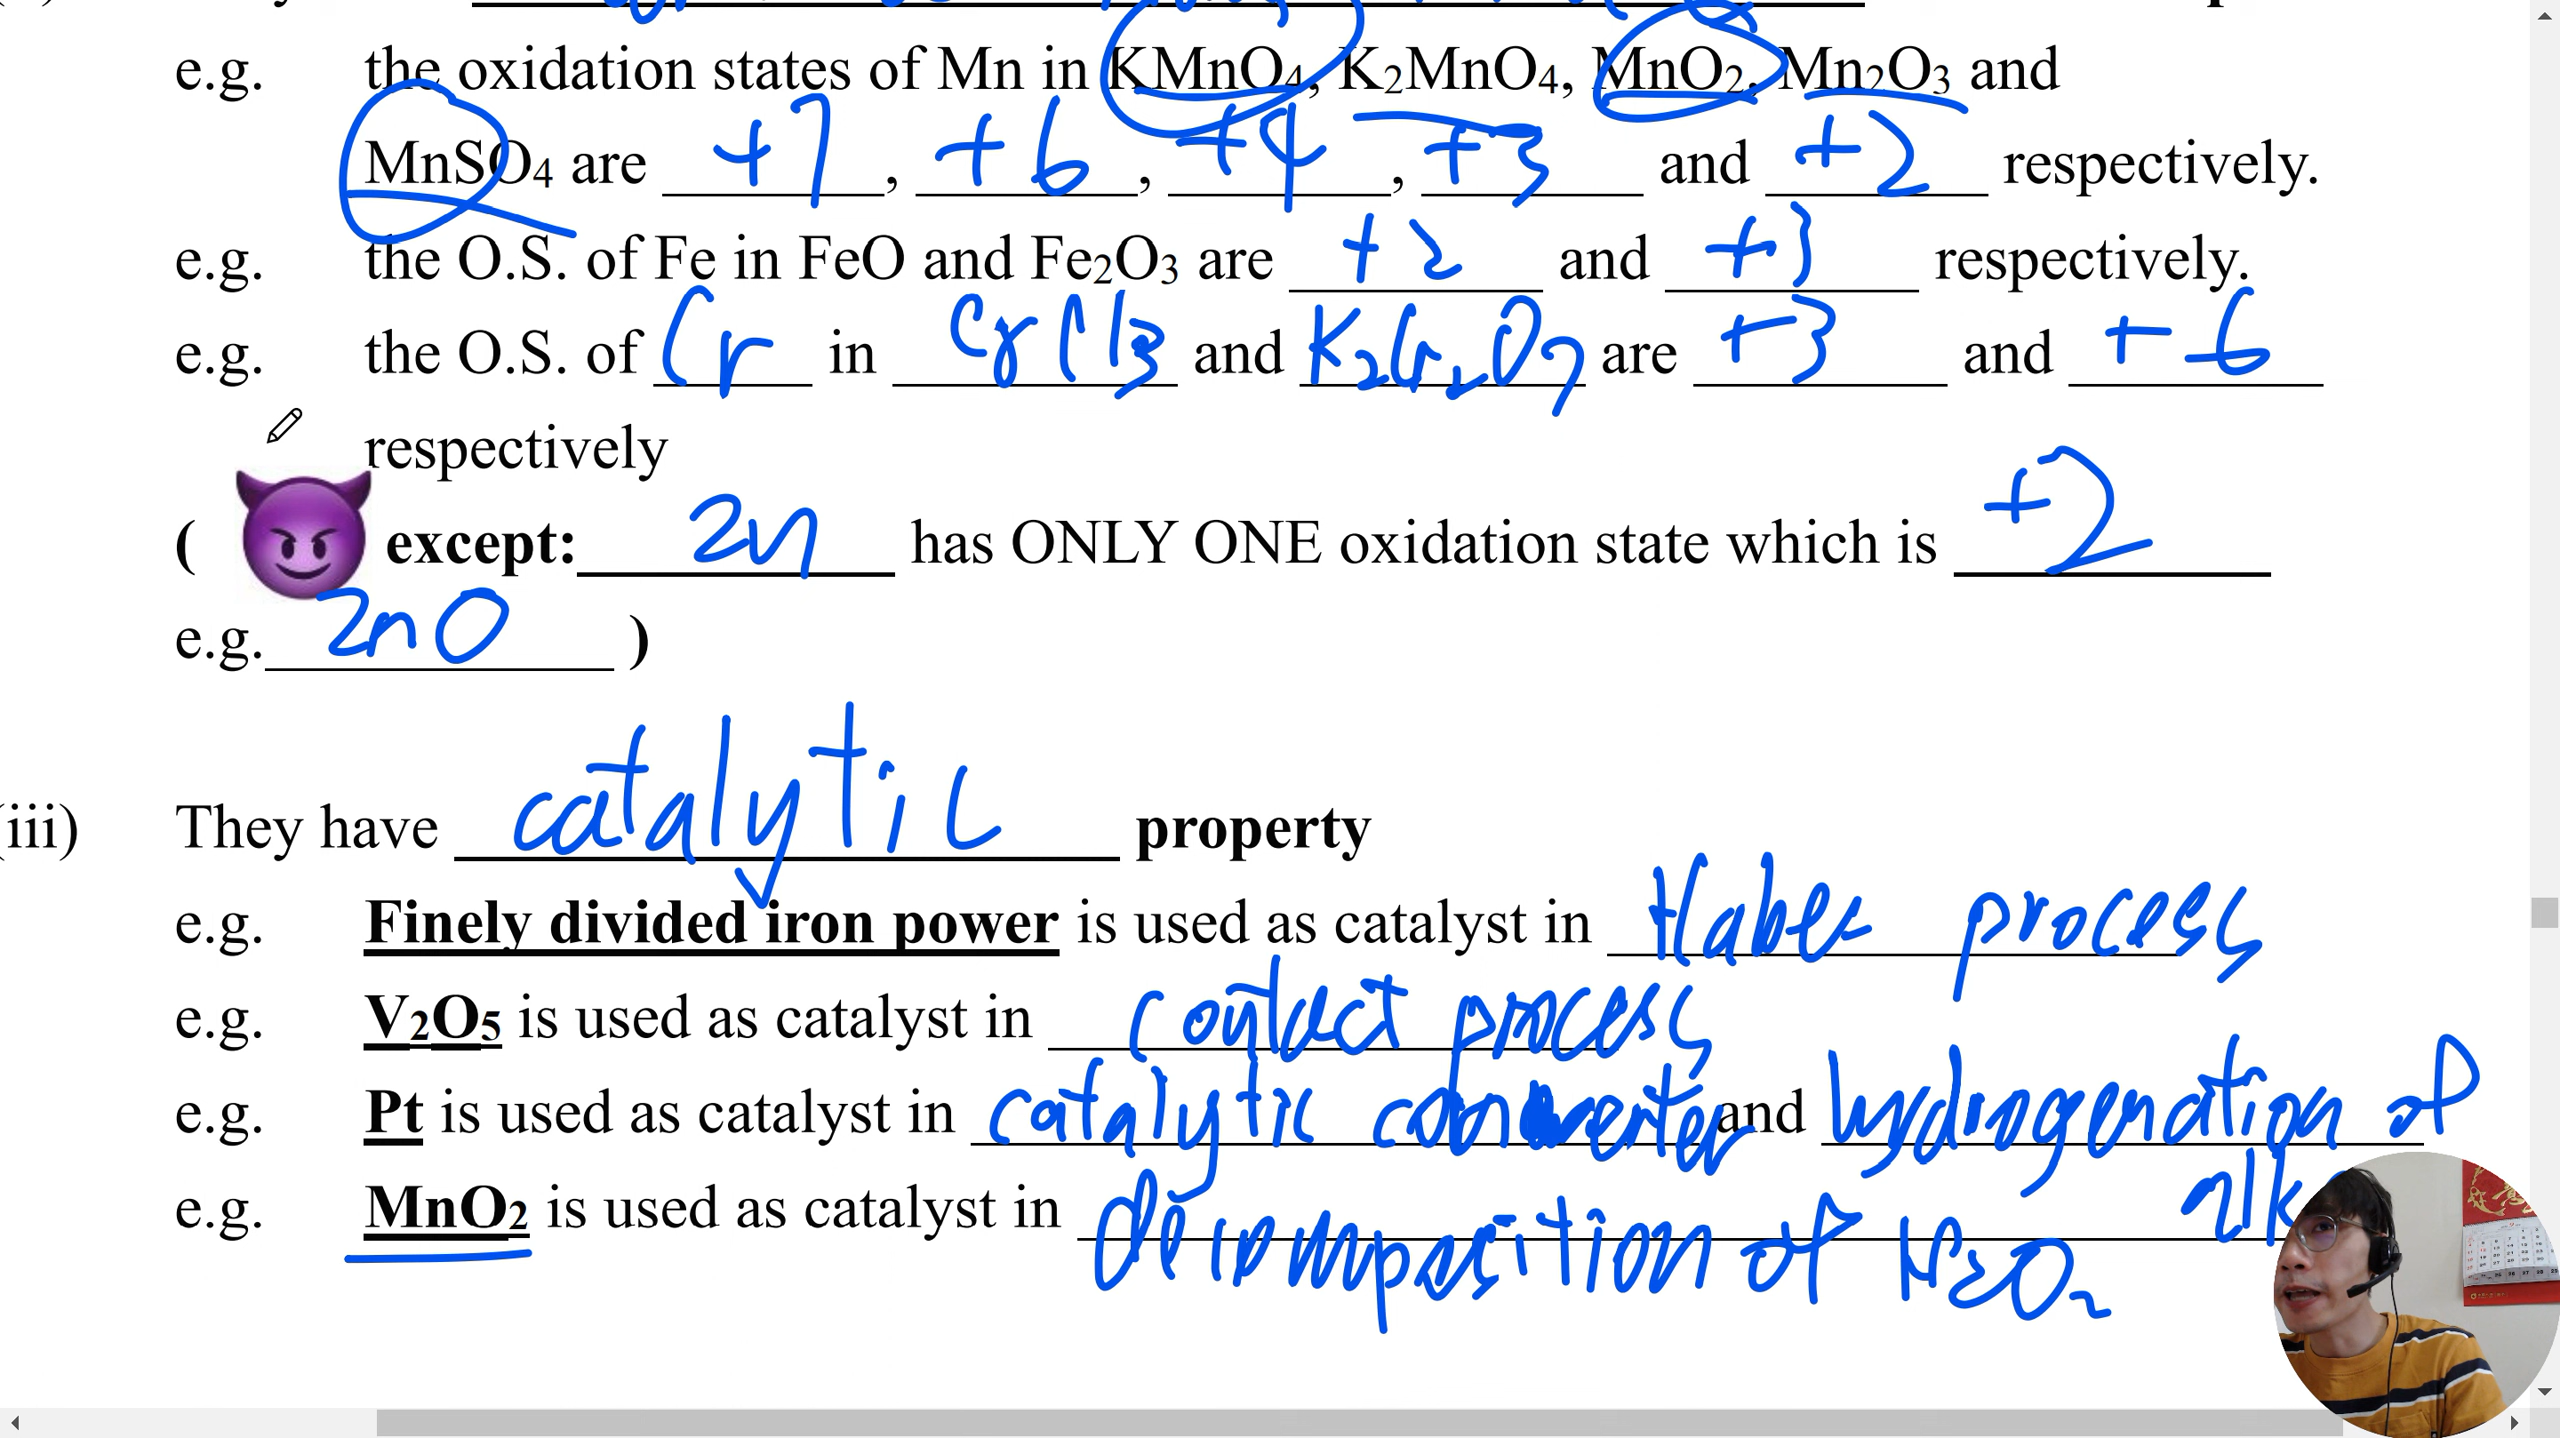 e.g. the oxidation states of Mn in KMnO4, K2MnO4, MnO2, Mn2O3 and
MnSO4 are +7, +6, +4, +3 and +2 respectively.
e.g. the O.S. of Fe in FeO and Fe2O3 are +2 and +3 respectively.
e.g. the O.S. of Cr in CrCl3 and K2Cr2O7 are +3 and +6
respectively
( except: Zn has ONLY ONE oxidation state which is +2
e.g. ZnO )
(iii) They have catalytic property
e.g. Finely divided iron power is used as catalyst in Haber process
e.g. V2O5 is used as catalyst in contact process
e.g. Pt is used as catalyst in catalytic converter and hydrogenation of
e.g. MnO2 is used as catalyst in decomposition of H2O2